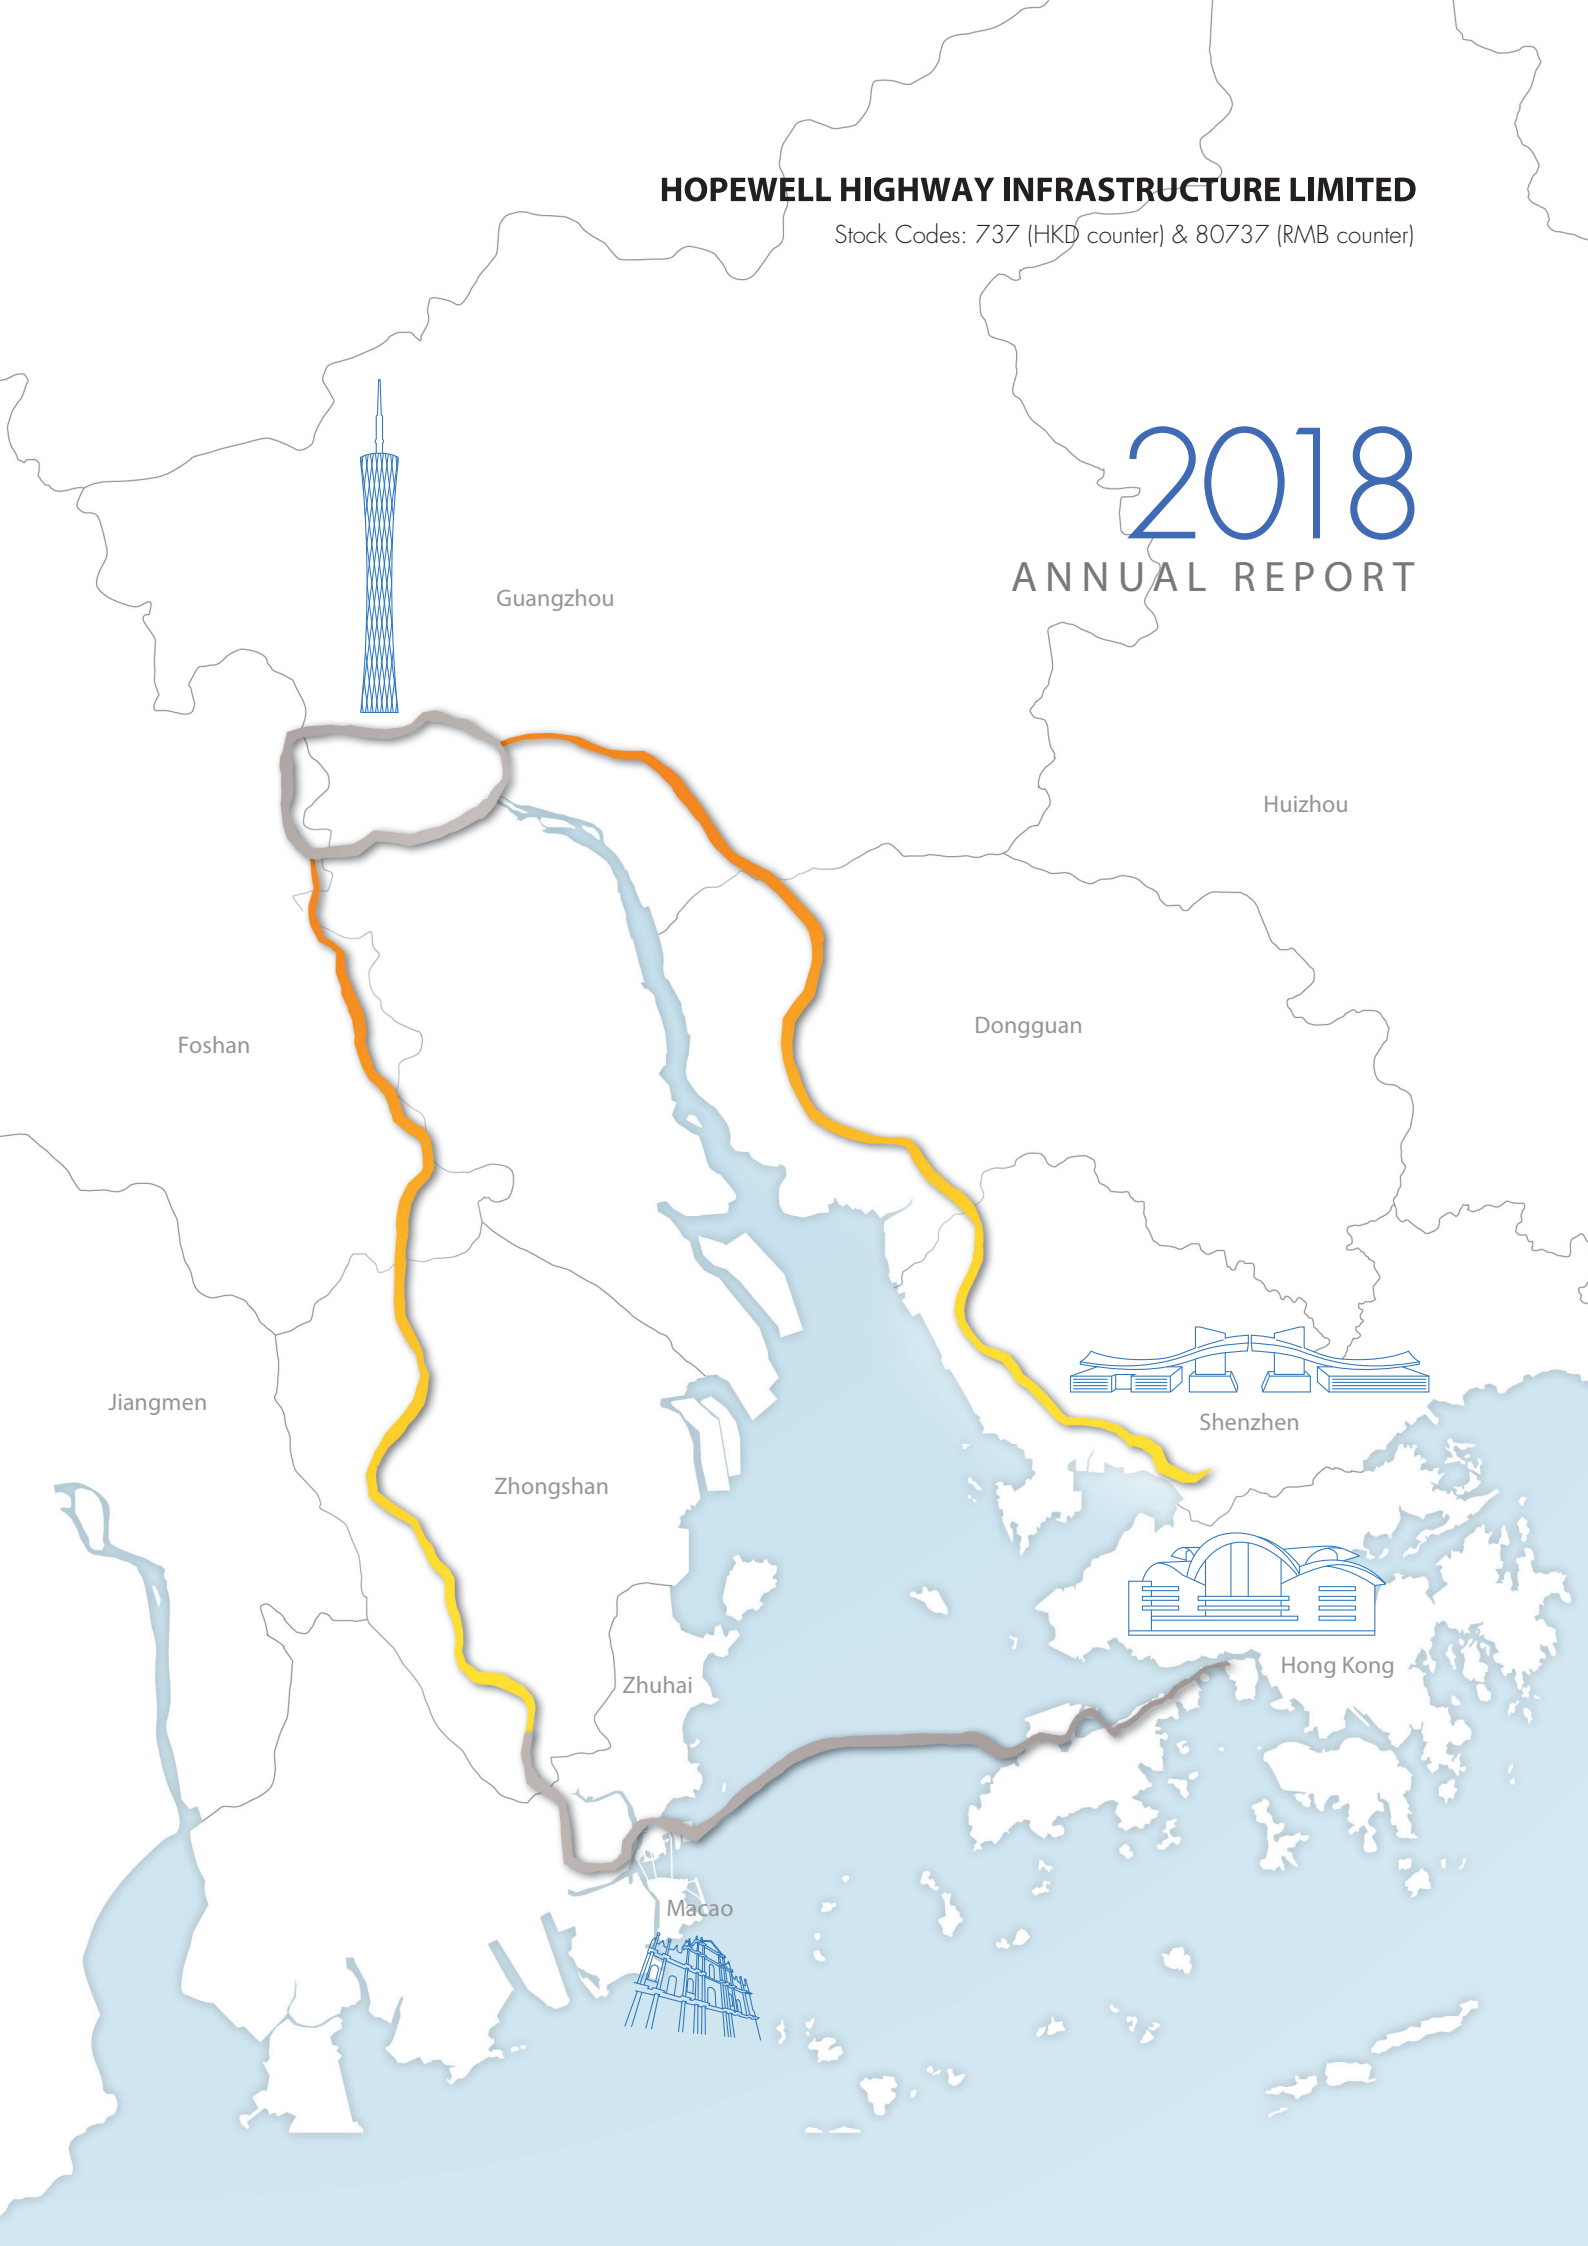 HOPEWELL HIGHWAY INFRASTRUCTURE LIMITED
Stock Codes: 737 (HKD counter) & 80737 (RMB counter)
2018
ANNUAL REPORT
Guangzhou
Huizhou
Dongguan
Foshan
Jiangmen
Shenzhen
Zhongshan
Hong Kong
Zhuhai
Macao